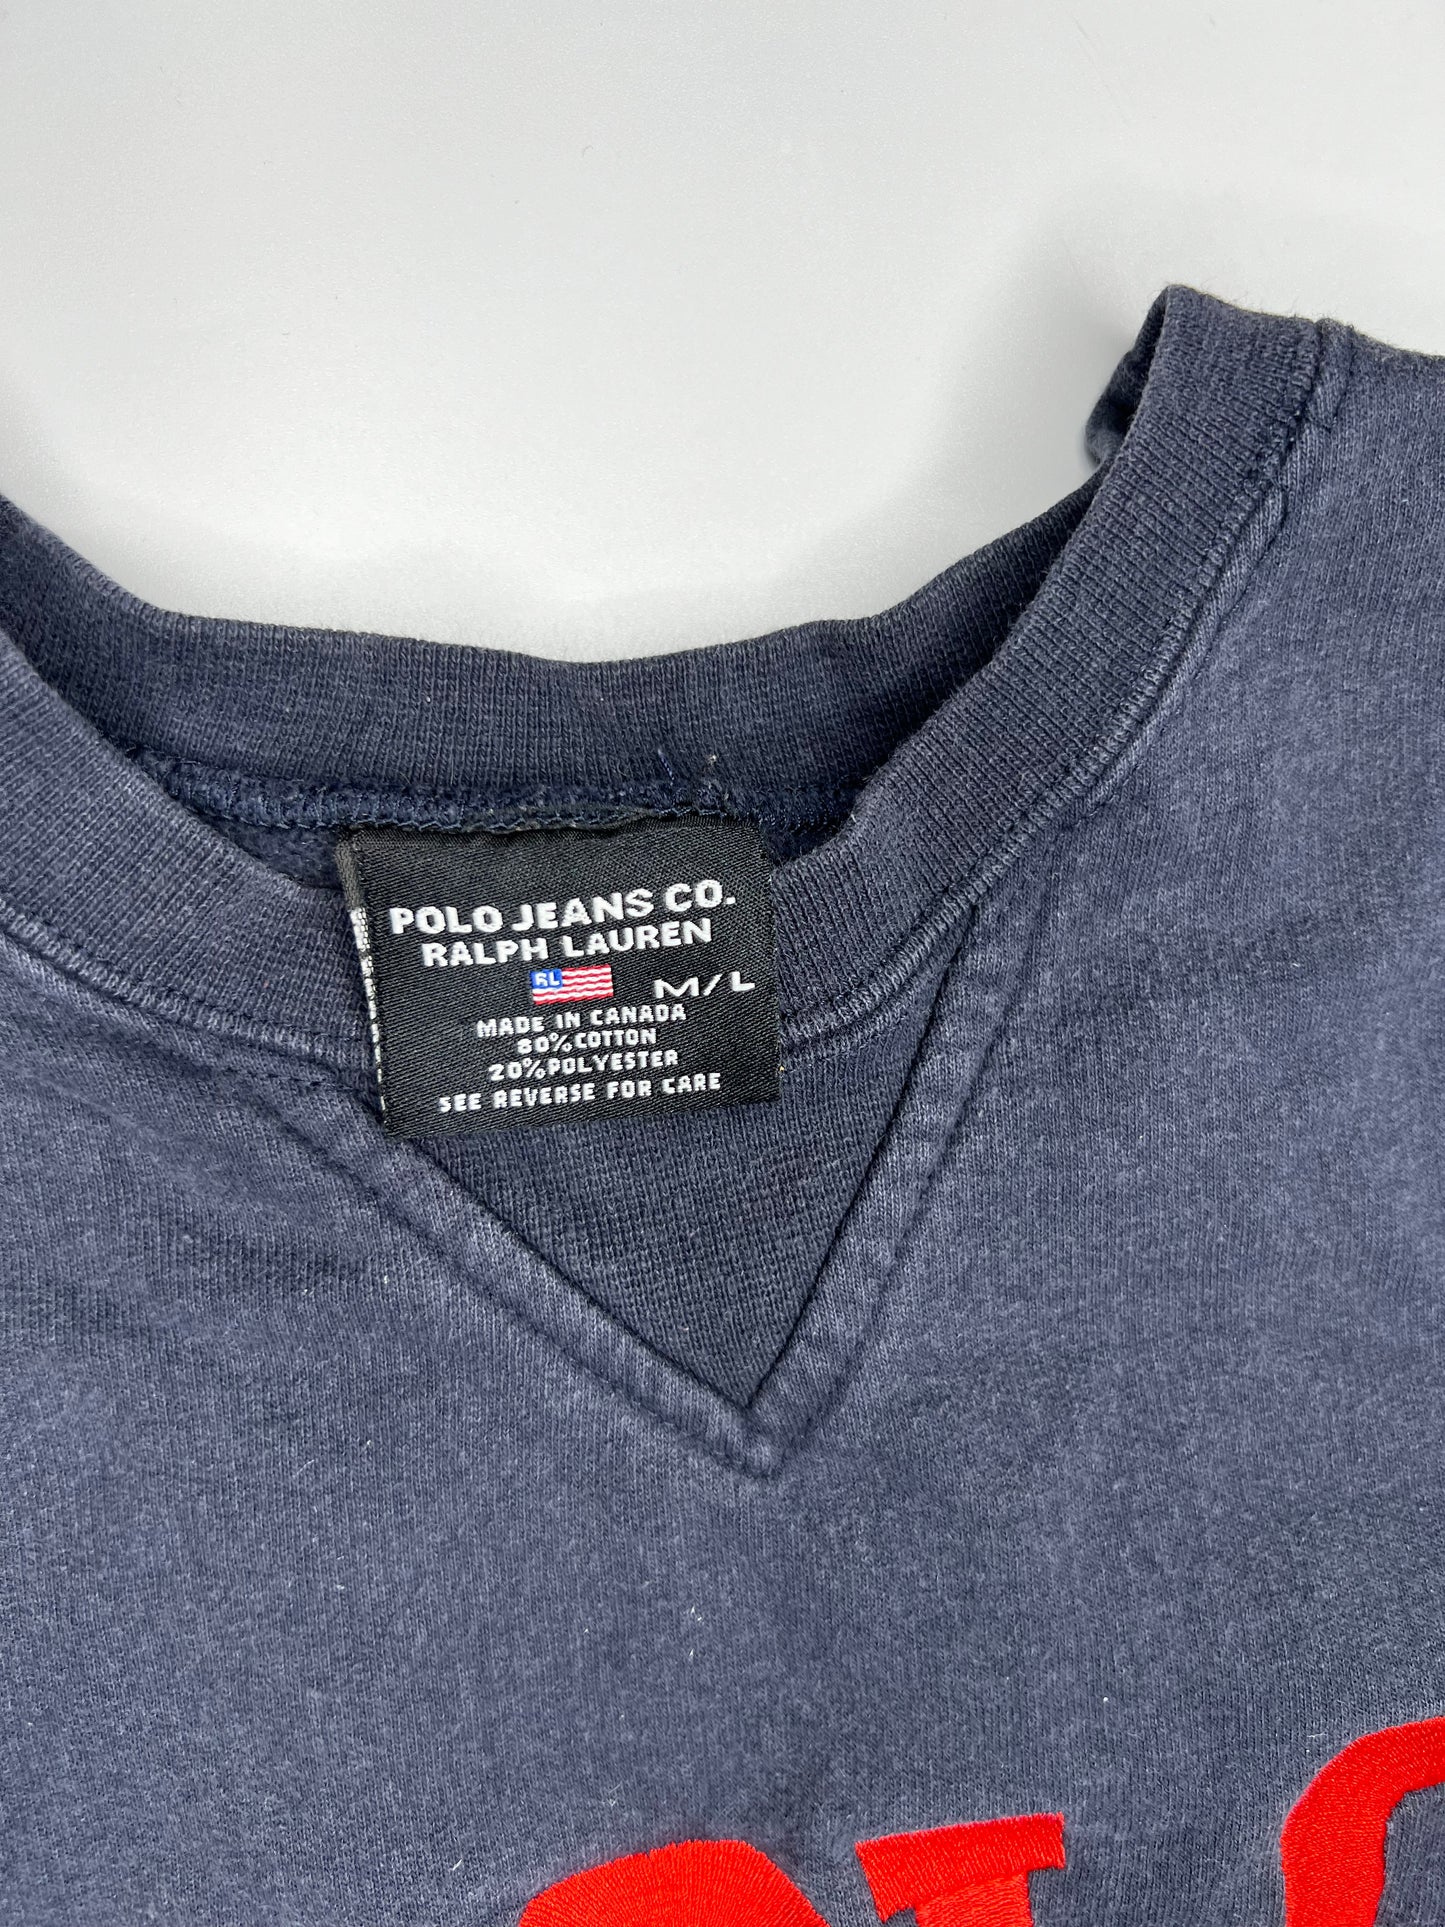 POLO JEANS CO.
RALPH LAUREN
RL M/L
MADE IN CANADA
80% COTTON
20% POLYESTER
SEE REVERSE FOR CARE